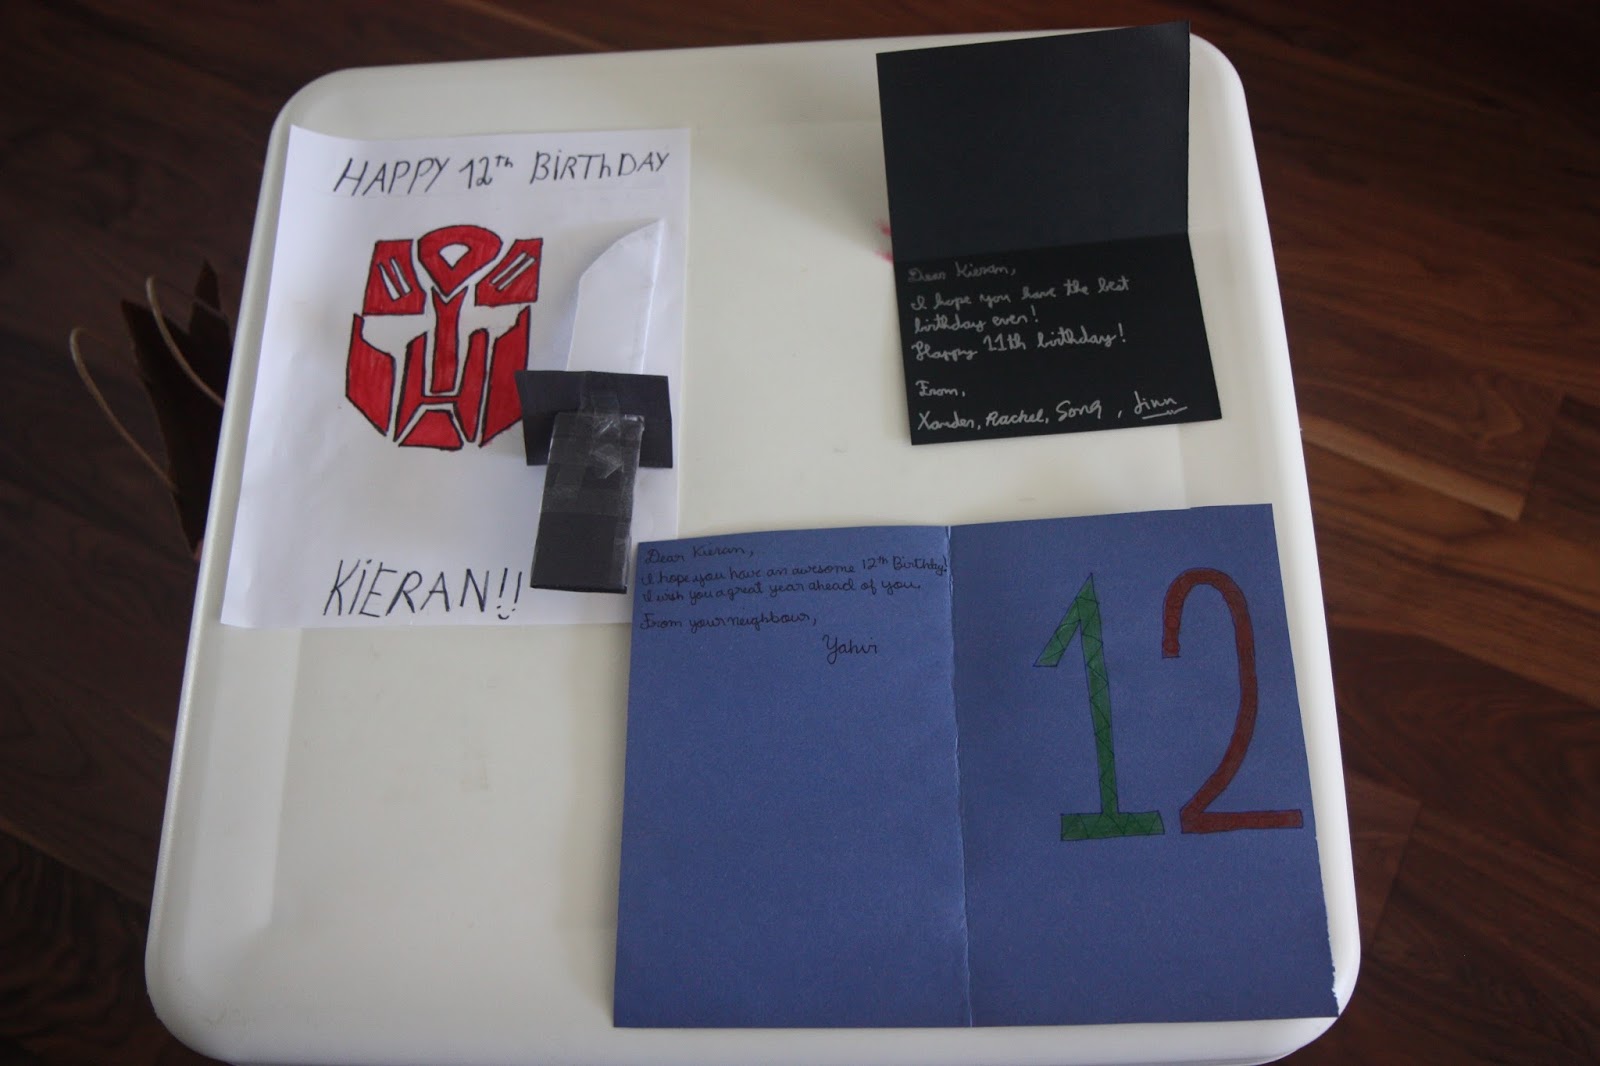 HAPPY 12th BIRTHDAY
KIERAN!!
Dear Kieran,
I hope you have the best
birthday ever!
Happy 11th birthday!
From,
Xander, Rachel, Song, Jinn
Dear Kieran,
I hope you have an awesome 12th Birthday!
I wish you a great year ahead of you.
From your neighbour,
Yahvi
12